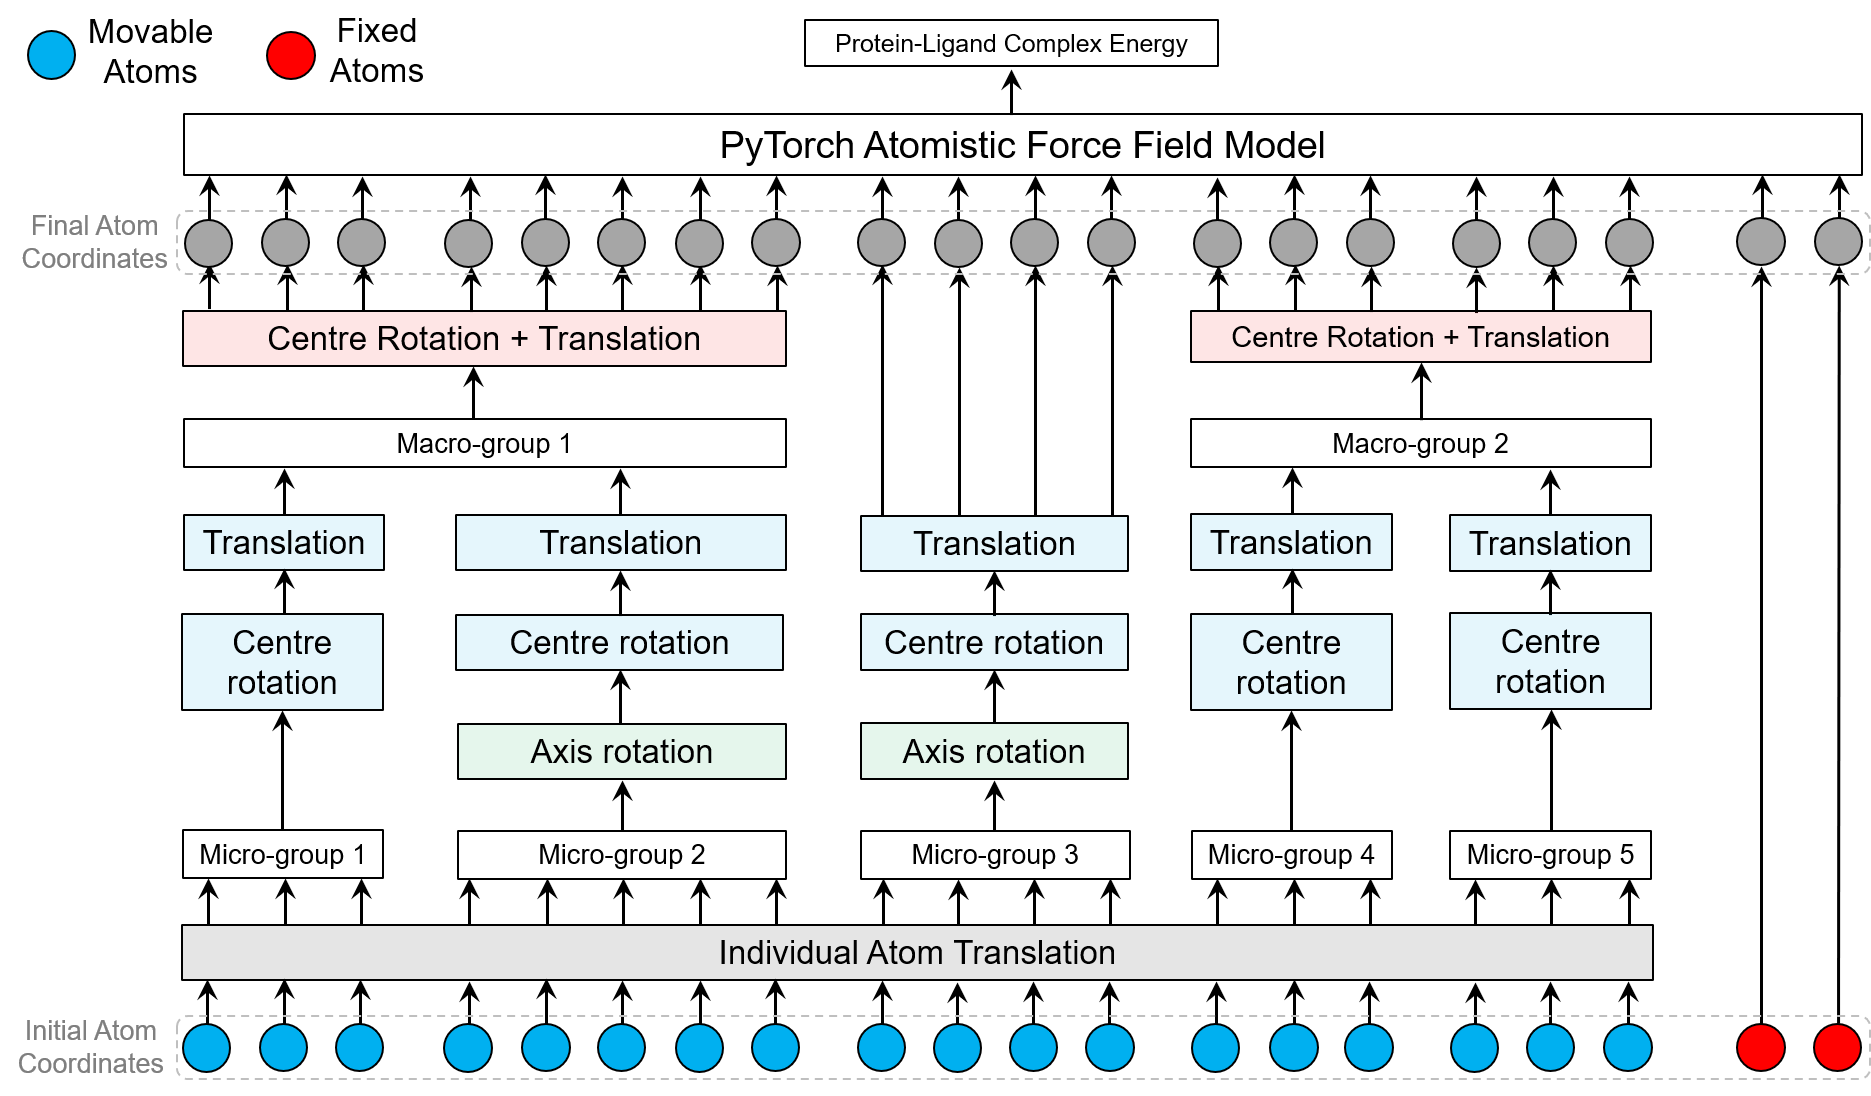 Movable
Atoms
Fixed
Atoms
Protein-Ligand Complex Energy
PyTorch Atomistic Force Field Model
Final Atom
Coordinates
Centre Rotation + Translation
Centre Rotation + Translation
Macro-group 1
Macro-group 2
Translation
Translation
Translation
Translation
Translation
Centre
rotation
Centre rotation
Centre rotation
Centre
rotation
Centre
rotation
Axis rotation
Axis rotation
Micro-group 1
Micro-group 2
Micro-group 3
Micro-group 4
Micro-group 5
Individual Atom Translation
Initial Atom
Coordinates